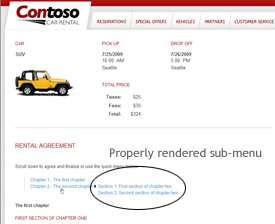 Contoso
CAR RENTAL
RESERVATIONS
SPECIAL OFFERS
VEHICLES
PARTNERS
CUSTOMER SERVICE
CAR
PICK UP
DROP OFF
SUV
7/25/2009
7/26/2009
10:00 AM
5:00 PM
Seattle
Seattle
TOTAL PRICE
Taxes: $25
Fees: $35
Total: $324
RENTAL AGREEMENT
Properly rendered sub-menu
Scroll down to agree and finalize or use the quick menu below
Chapter 1 - The first chapter
Chapter 2 - The second chapter
Section 1: First section of chapter two
Section 2: Second section of chapter two
The first chapter
FIRST SECTION OF CHAPTER ONE